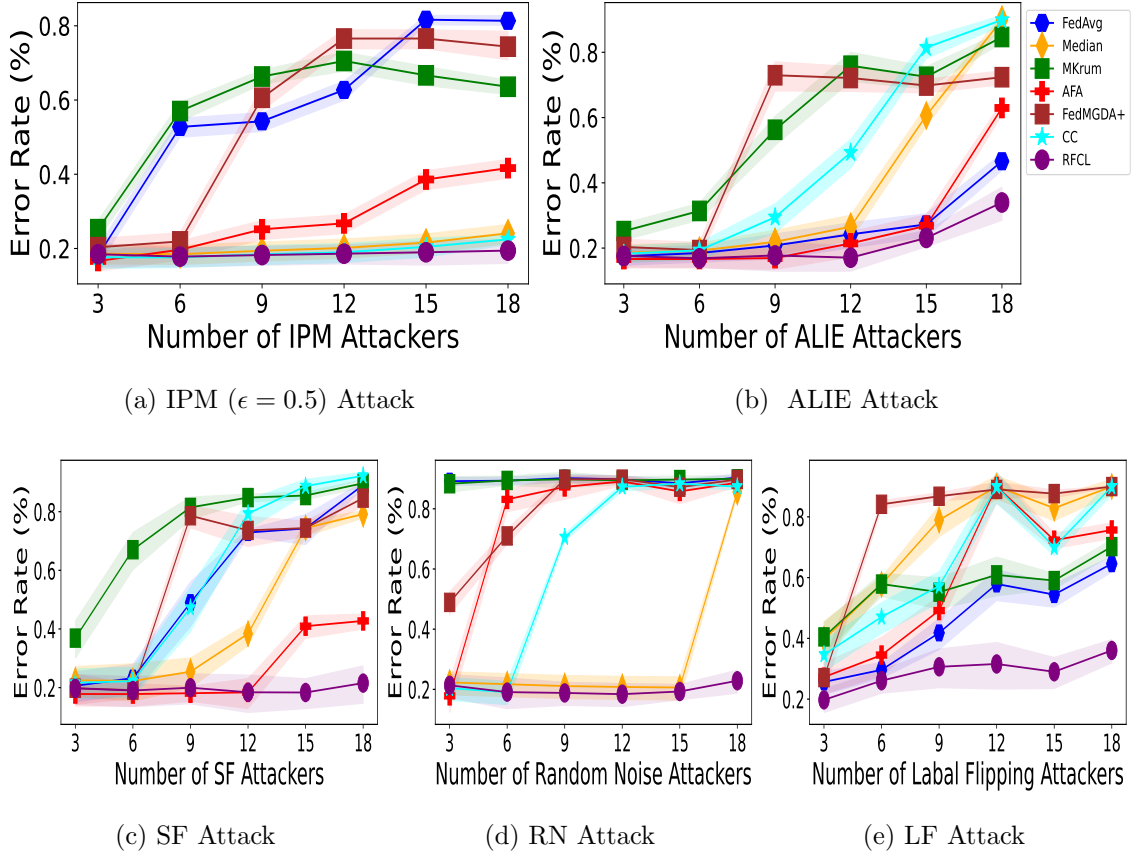 Error Rate (%)
0.8
0.6
0.4
0.2
3 6 9 12 15 18
Number of IPM Attackers
(a) IPM (ϵ = 0.5) Attack
Error Rate (%)
0.8
0.6
0.4
0.2
3 6 9 12 15 18
Number of ALIE Attackers
(b) ALIE Attack
FedAvg
Median
MKrum
AFA
FedMGDA+
CC
RFCL
Error Rate (%)
0.8
0.6
0.4
0.2
3 6 9 12 15 18
Number of SF Attackers
(c) SF Attack
Error Rate (%)
0.8
0.6
0.4
0.2
3 6 9 12 15 18
Number of Random Noise Attackers
(d) RN Attack
Error Rate (%)
0.8
0.6
0.4
0.2
3 6 9 12 15 18
Number of Labal Flipping Attackers
(e) LF Attack